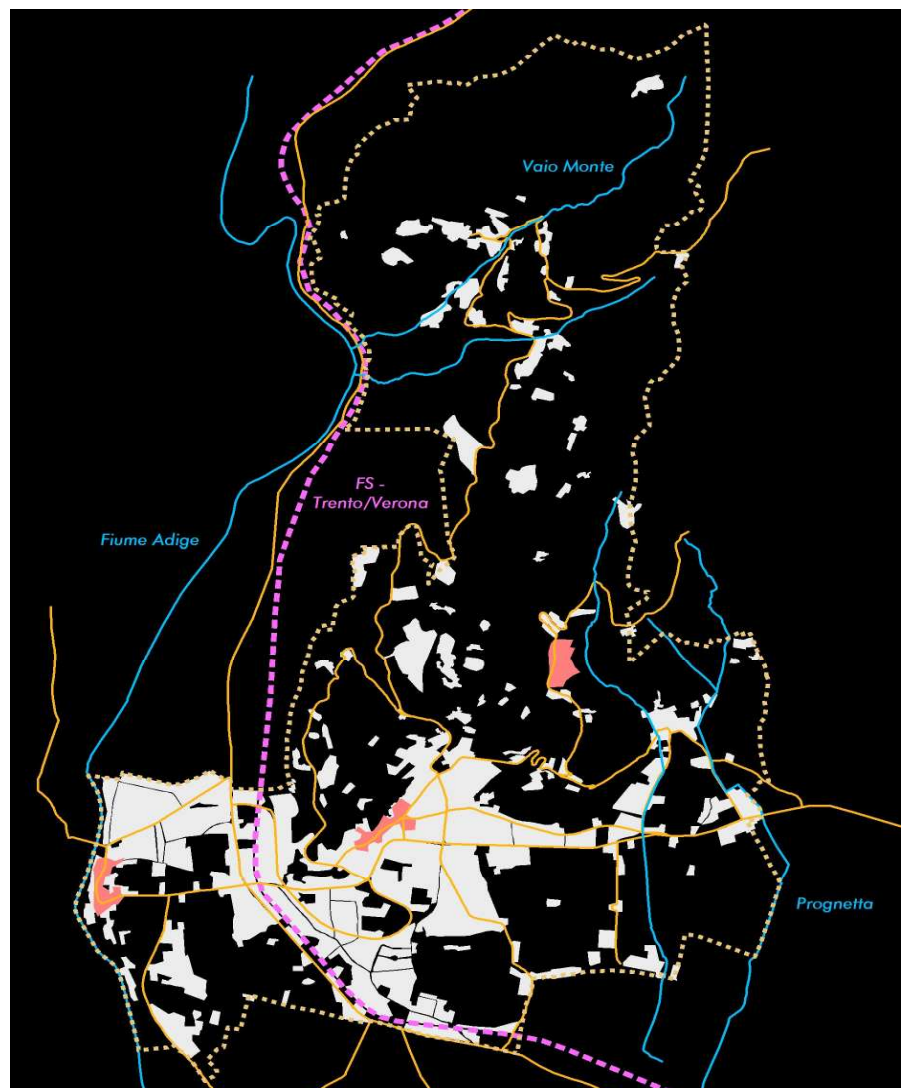 Vaio Monte
FS -
Trento/Verona
Fiume Adige
Prognetta